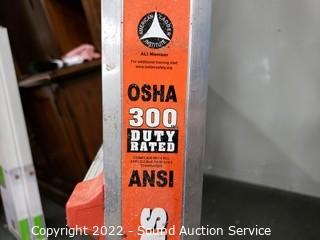 AMERICAN LADDER INSTITUTE
ALI Member
For additional training visit
www.laddersafety.org
OSHA
300
DUTY
RATED
ANSI
S
Copyright 2022 - Sound Auction Service